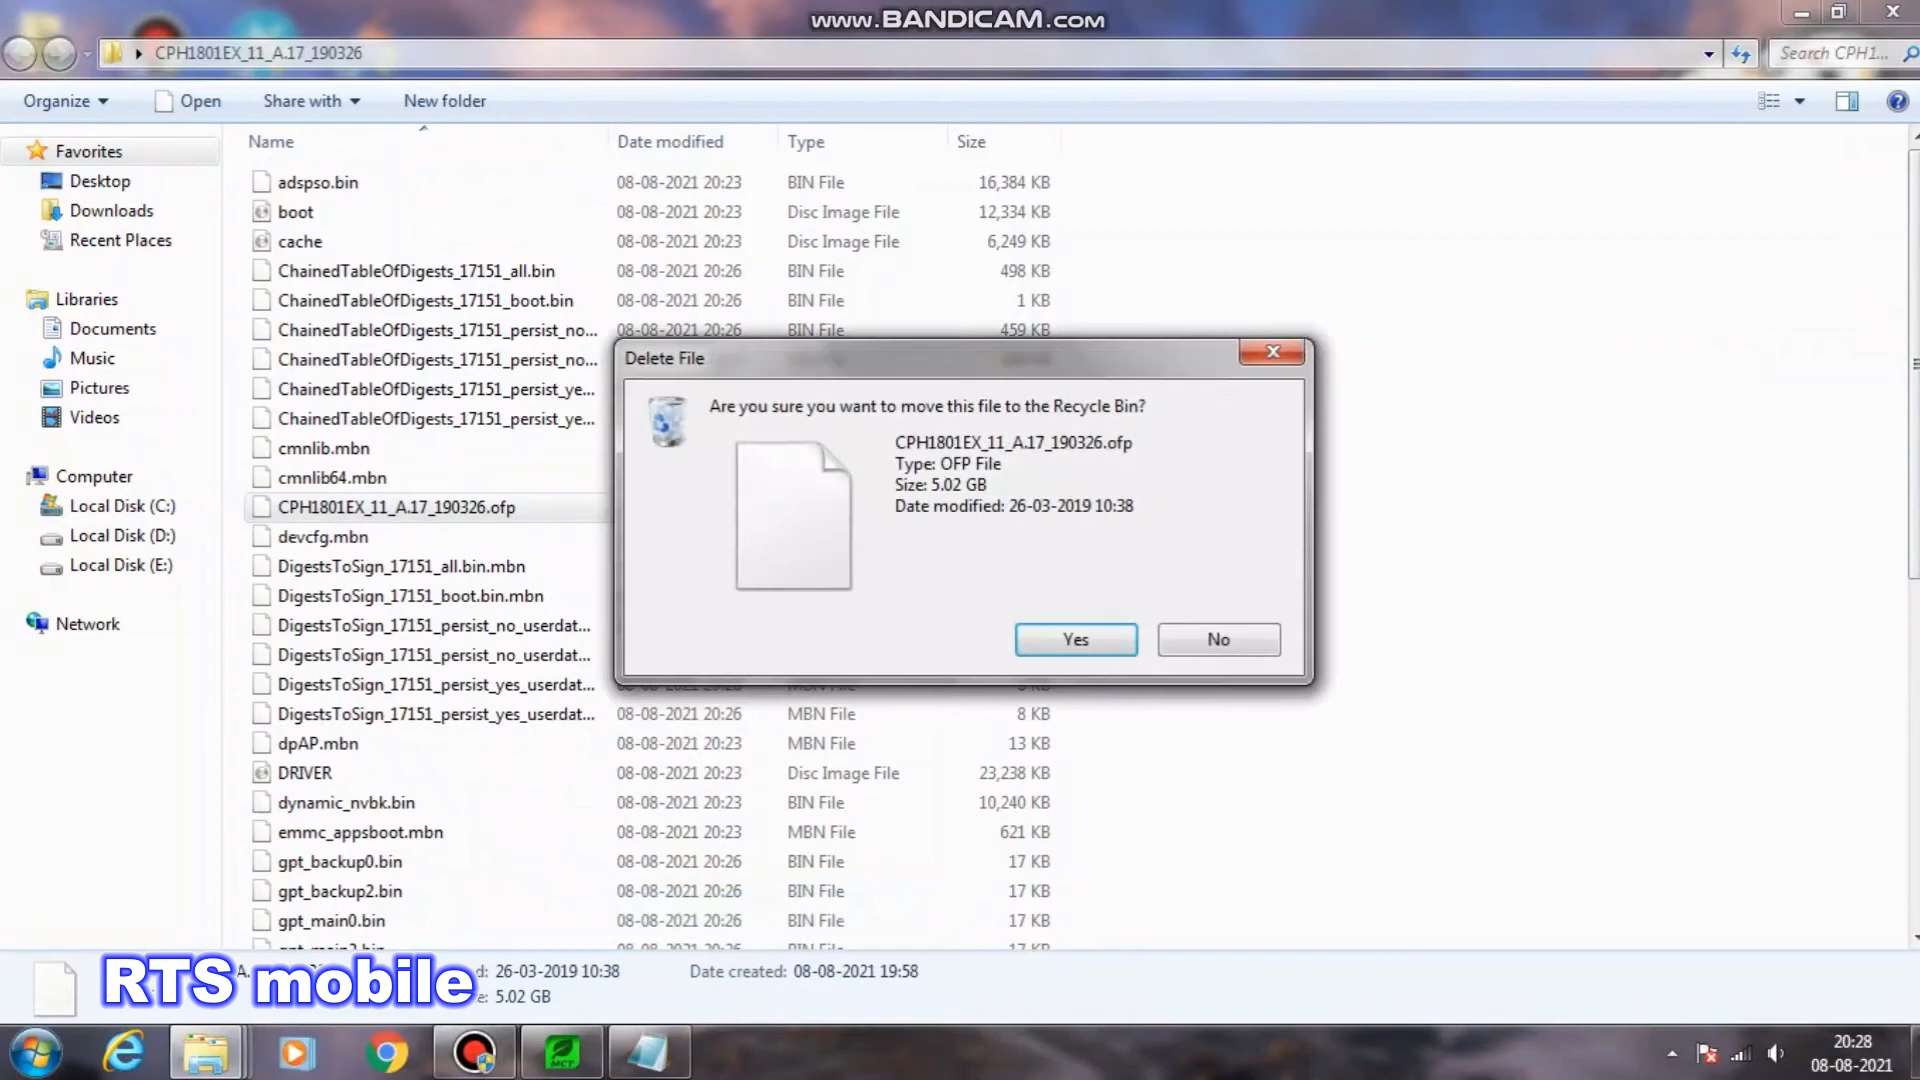 www.BANDICAM.com
CPH1801EX_11_A.17_190326
Search CPH1...
Organize
Open
Share with
New folder
Name
Date modified
Type
Size
Favorites
Desktop
Downloads
Recent Places
Libraries
Documents
Music
Pictures
Videos
Computer
Local Disk (C:)
Local Disk (D:)
Local Disk (E:)
Network
adspso.bin 08-08-2021 20:23 BIN File 16,384 KB
boot 08-08-2021 20:23 Disc Image File 12,334 KB
cache 08-08-2021 20:23 Disc Image File 6,249 KB
ChainedTableOfDigests_17151_all.bin 08-08-2021 20:26 BIN File 498 KB
ChainedTableOfDigests_17151_boot.bin 08-08-2021 20:26 BIN File 1 KB
ChainedTableOfDigests_17151_persist_no... 08-08-2021 20:26 BIN File 459 KB
ChainedTableOfDigests_17151_persist_no...
ChainedTableOfDigests_17151_persist_ye...
ChainedTableOfDigests_17151_persist_ye...
cmnlib.mbn
cmnlib64.mbn
CPH1801EX_11_A.17_190326.ofp
devcfg.mbn
DigestsToSign_17151_all.bin.mbn
DigestsToSign_17151_boot.bin.mbn
DigestsToSign_17151_persist_no_userdat...
DigestsToSign_17151_persist_no_userdat...
DigestsToSign_17151_persist_yes_userdat...
DigestsToSign_17151_persist_yes_userdat... 08-08-2021 20:26 MBN File 8 KB
dpAP.mbn 08-08-2021 20:23 MBN File 13 KB
DRIVER 08-08-2021 20:23 Disc Image File 23,238 KB
dynamic_nvbk.bin 08-08-2021 20:23 BIN File 10,240 KB
emmc_appsboot.mbn 08-08-2021 20:23 MBN File 621 KB
gpt_backup0.bin 08-08-2021 20:26 BIN File 17 KB
gpt_backup2.bin 08-08-2021 20:26 BIN File 17 KB
gpt_main0.bin 08-08-2021 20:26 BIN File 17 KB
Delete File
Are you sure you want to move this file to the Recycle Bin?
CPH1801EX_11_A.17_190326.ofp
Type: OFP File
Size: 5.02 GB
Date modified: 26-03-2019 10:38
Yes
No
RTS mobile
26-03-2019 10:38
Date created: 08-08-2021 19:58
5.02 GB
MCT
20:28
08-08-2021